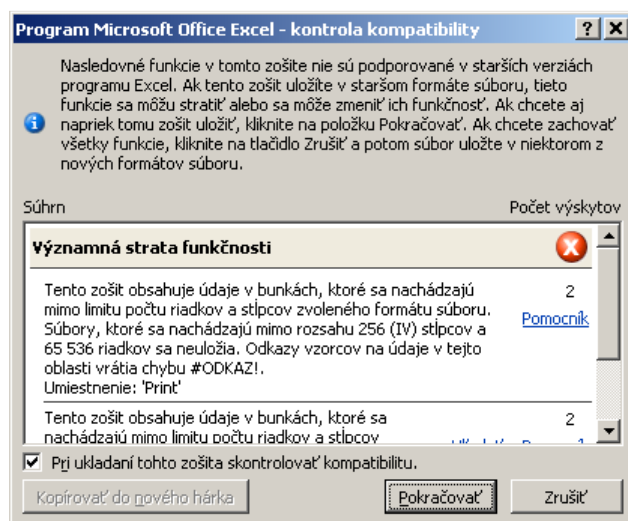 Program Microsoft Office Excel - kontrola kompatibility
Nasledovné funkcie v tomto zošite nie sú podporované v starších verziách
programu Excel. Ak tento zošit uložíte v staršom formáte súboru, tieto
funkcie sa môžu stratiť alebo sa môže zmeniť ich funkčnosť. Ak chcete aj
napriek tomu zošit uložiť, kliknite na položku Pokračovať. Ak chcete zachovať
všetky funkcie, kliknite na tlačidlo Zrušiť a potom súbor uložte v niektorom z
nových formátov súboru.
Súhrn Počet výskytov
Významná strata funkčnosti
Tento zošit obsahuje údaje v bunkách, ktoré sa nachádzajú 2
mimo limitu počtu riadkov a stĺpcov zvoleného formátu súboru. Pomocník
Súbory, ktoré sa nachádzajú mimo rozsahu 256 (IV) stĺpcov a
65 536 riadkov sa neuložia. Odkazy vzorcov na údaje v tejto
oblasti vrátia chybu #ODKAZ!.
Umiestnenie: 'Print'
Tento zošit obsahuje údaje v bunkách, ktoré sa 2
nachádzajú mimo limitu počtu riadkov a stĺpcov
Pri ukladaní tohto zošita skontrolovať kompatibilitu.
Kopírovať do nového hárka Pokračovať Zrušiť